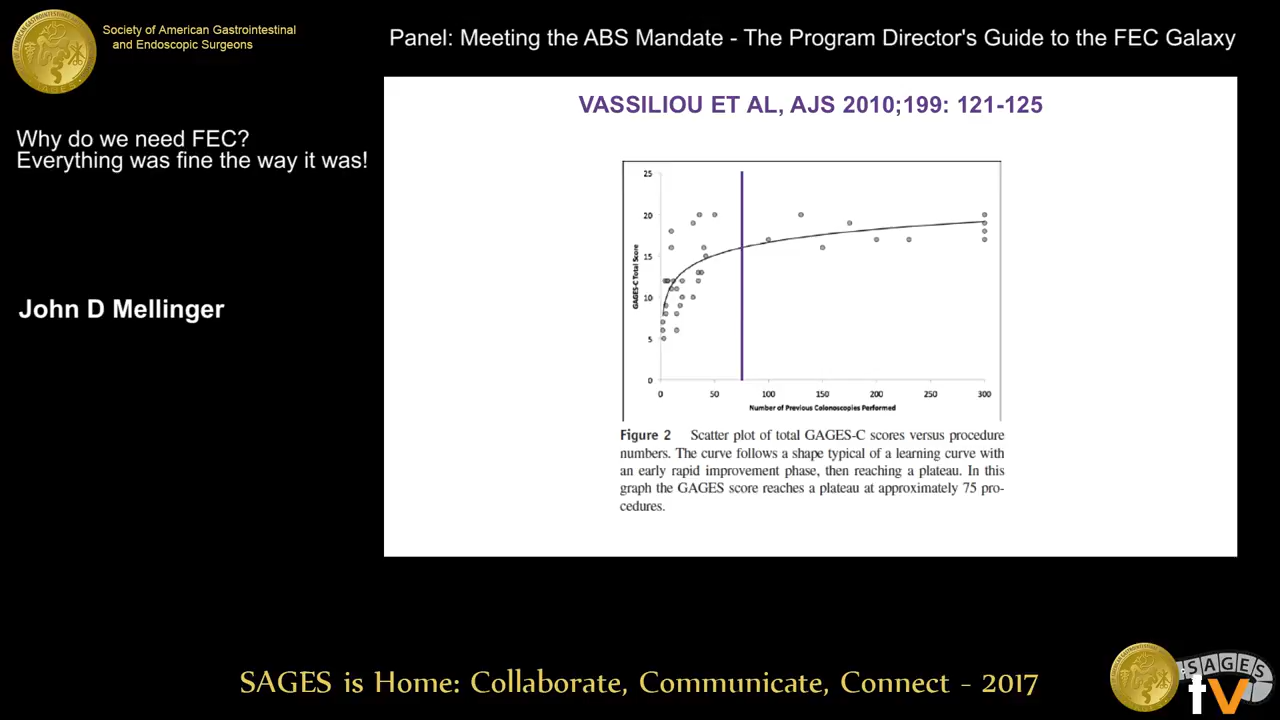 Society of American Gastrointestinal
and Endoscopic Surgeons
Panel: Meeting the ABS Mandate - The Program Director's Guide to the FEC Galaxy
Why do we need FEC?
Everything was fine the way it was!
John D Mellinger
VASSILIOU ET AL, AJS 2010;199: 121-125
25
20
15
10
5
0
GAGES-C Total Score
0 50 100 150 200 250 300
Number of Previous Colonoscopies Performed
Figure 2 Scatter plot of total GAGES-C scores versus procedure
numbers. The curve follows a shape typical of a learning curve with
an early rapid improvement phase, then reaching a plateau. In this
graph the GAGES score reaches a plateau at approximately 75 pro-
cedures.
SAGES is Home: Collaborate, Communicate, Connect - 2017
SAGES
tv